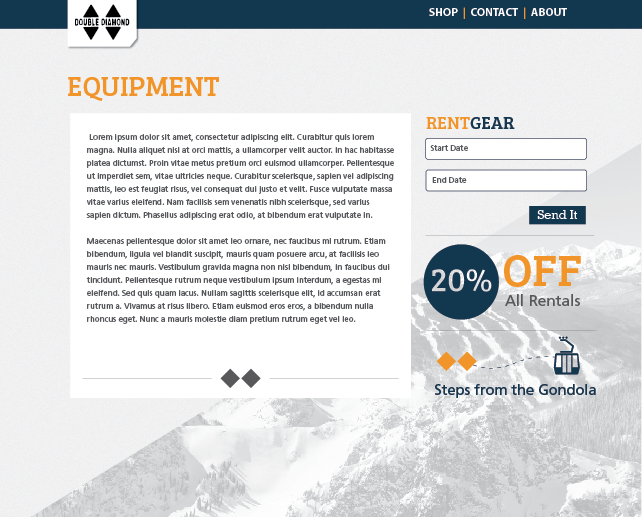 SHOP | CONTACT | ABOUT
DOUBLE DIAMOND
EQUIPMENT
Lorem ipsum dolor sit amet, consectetur adipiscing elit. Curabitur quis lorem
magna. Nulla aliquet nisl at orci mattis, a ullamcorper velit auctor. In hac habitasse
platea dictumst. Proin vitae metus pretium orci euismod ullamcorper. Pellentesque
ut imperdiet sem, vitae ultricies neque. Curabitur scelerisque, sapien vel adipiscing
mattis, leo est feugiat risus, vel consequat dui justo et velit. Fusce vulputate massa
vitae varius eleifend. Nam facilisis sem venenatis nibh scelerisque, sed varius
sapien dictum. Phasellus adipiscing erat odio, at bibendum erat vulputate in.
Maecenas pellentesque dolor sit amet leo ornare, nec faucibus mi rutrum. Etiam
bibendum, ligula vel blandit suscipit, mauris quam posuere arcu, at facilisis leo
mauris nec mauris. Vestibulum gravida magna non nisl bibendum, in faucibus dui
tincidunt. Pellentesque rutrum neque vestibulum ipsum interdum, a egestas mi
eleifend. Sed quis quam lacus. Nullam sagittis scelerisque elit, id accumsan erat
rutrum a. Vivamus at risus libero. Etiam euismod eros eros, a bibendum nulla
rhoncus eget. Nunc a mauris molestie diam pretium rutrum eget vel leo.
RENTGEAR
Start Date
End Date
Send It
20% OFF
All Rentals
Steps from the Gondola